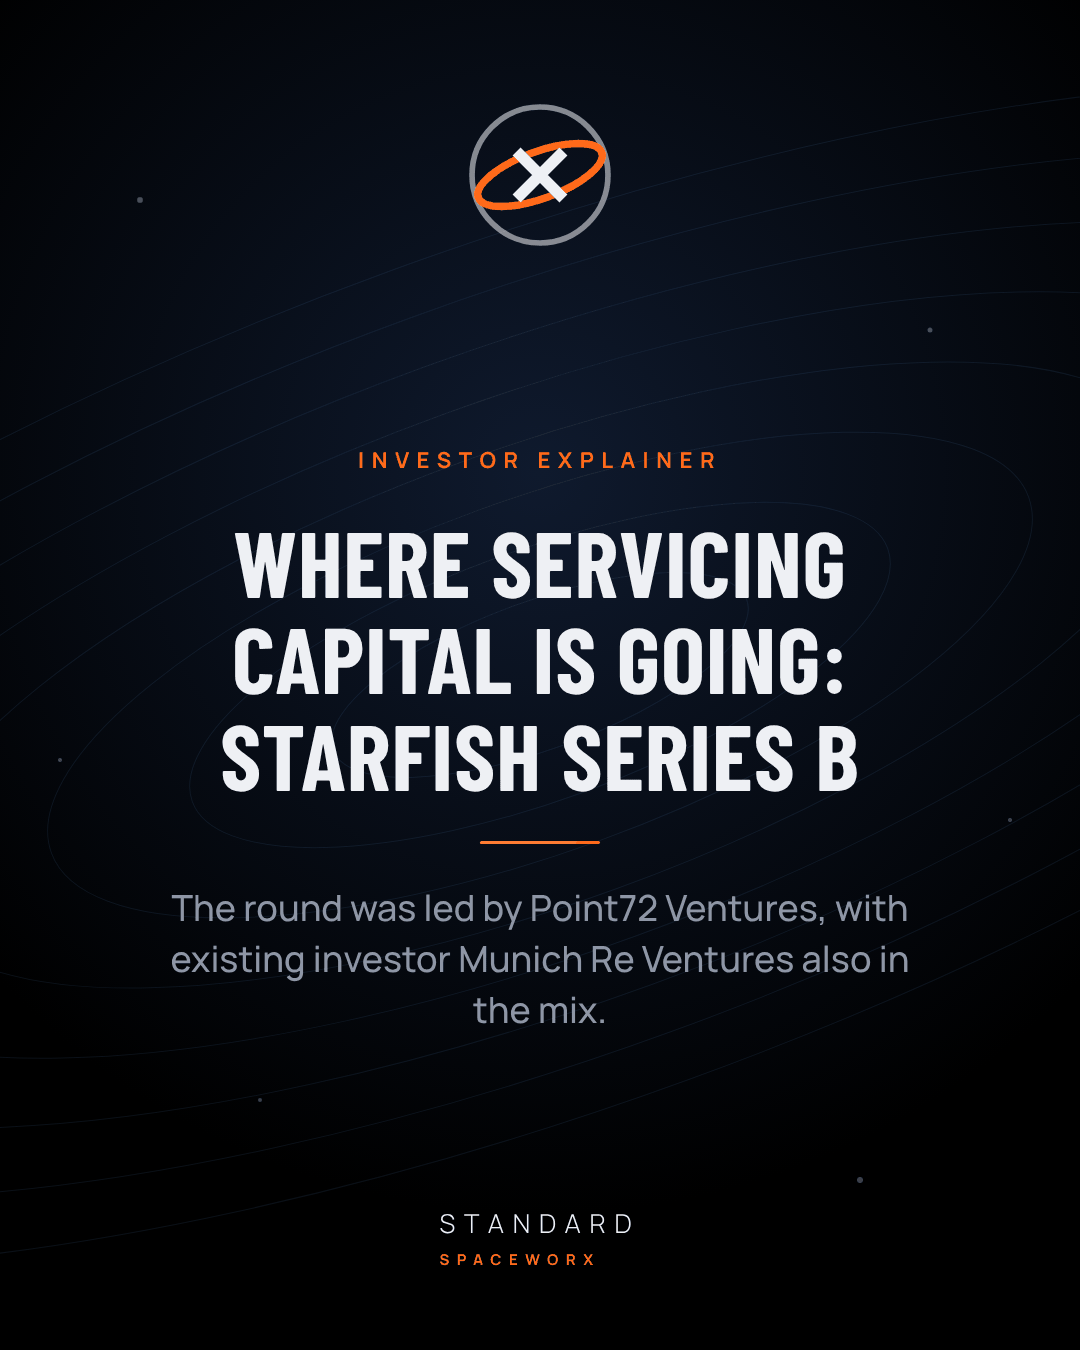 INVESTOR EXPLAINER
WHERE SERVICING
CAPITAL IS GOING:
STARFISH SERIES B
The round was led by Point72 Ventures, with
existing investor Munich Re Ventures also in
the mix.
STANDARD
SPACEWORX